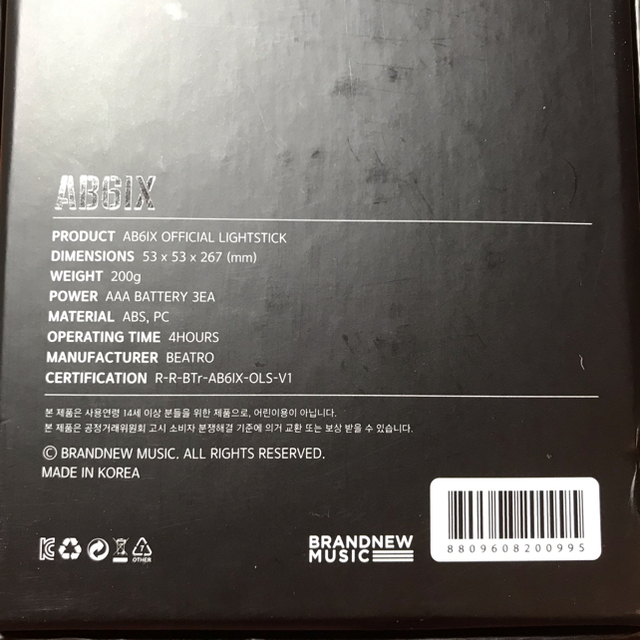 AB6IX
PRODUCT AB6IX OFFICIAL LIGHTSTICK
DIMENSIONS 53 x 53 x 267 (mm)
WEIGHT 200g
POWER AAA BATTERY 3EA
MATERIAL ABS, PC
OPERATING TIME 4HOURS
MANUFACTURER BEATRO
CERTIFICATION R-R-BTr-AB6IX-OLS-V1
본 제품은 사용연령 14세 이상 분들을 위한 제품으로, 어린이용이 아닙니다.
본 제품은 공정거래위원회 고시 소비자 분쟁해결 기준에 의거 교환 또는 보상 받을 수 있습니다.
© BRANDNEW MUSIC. ALL RIGHTS RESERVED.
MADE IN KOREA
OTHER
BRANDNEW
MUSIC
8809608200995